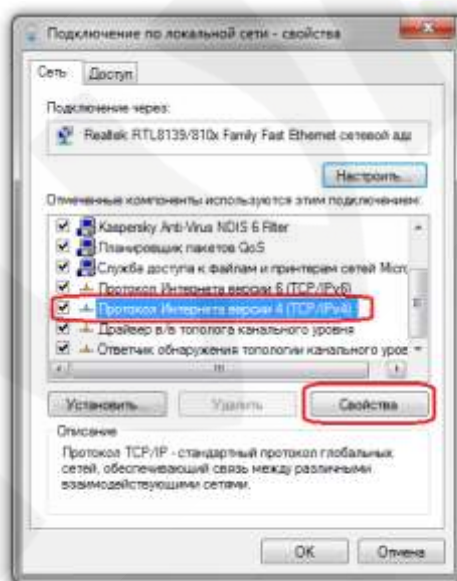 Подключение по локальной сети - свойства
Сеть Доступ
Подключение через:
Realtek RTL8139/810x Family Fast Ethernet сетевой ада
Настроить...
Отмеченные компоненты используются этим подключением:
Kaspersky Anti-Virus NDIS 6 Filter
Планировщик пакетов QoS
Служба доступа к файлам и принтерам сетей Micro
Протокол Интернета версии 6 (TCP/IPv6)
Протокол Интернета версии 4 (TCP/IPv4)
Драйвер в/в тополога канального уровня
Ответчик обнаружения топологии канального уров
Установить... Удалить Свойства
Описание
Протокол TCP/IP - стандартный протокол глобальных
сетей, обеспечивающий связь между различными
взаимодействующими сетями.
OK Отмена